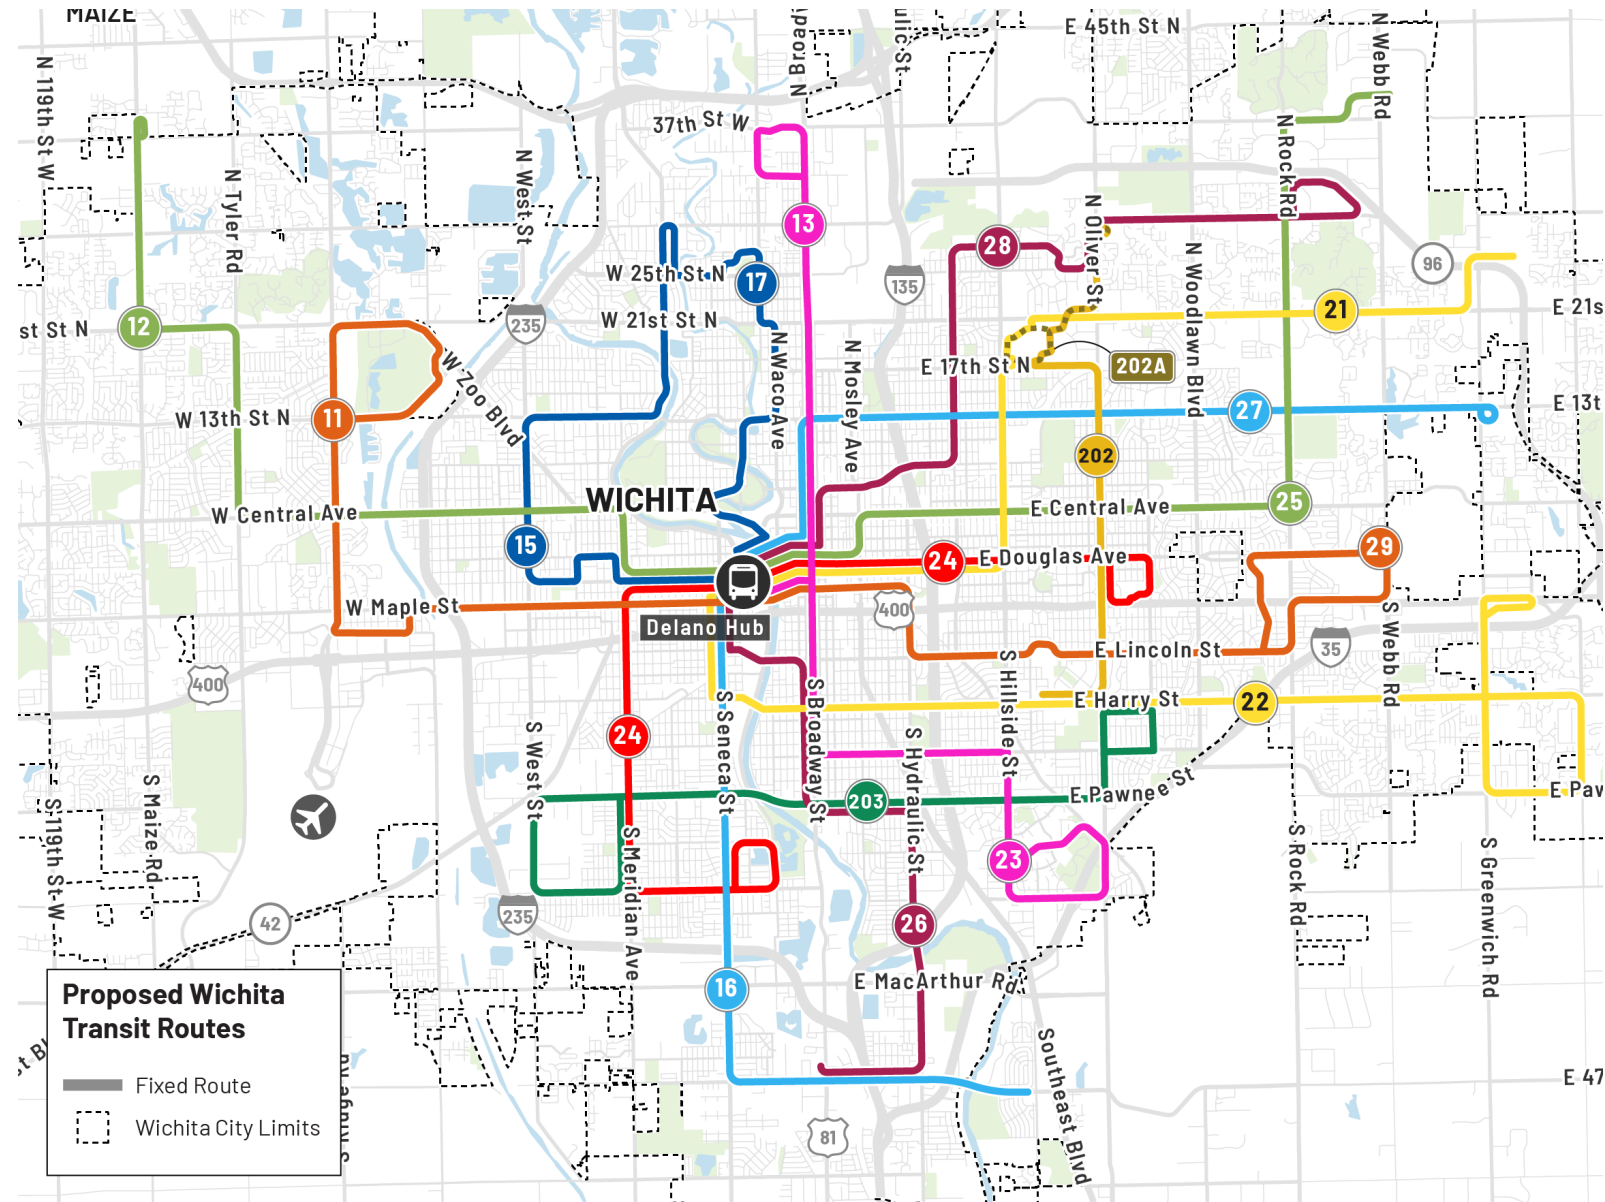 MAIZE
E 45th St N
N 119th St W
N Tyler Rd
N West St
37th St W
N Broadw
ulic St
N Webb Rd
N Rock Rd
13
28
N Oliver St
N Woodlawn Blvd
96
W 25th St N
17
135
235
W 21st St N
st St N
12
21
E 21s
W Zoo Blvd
N Waco Ave
N Mosley Ave
E 17th St N
202A
W 13th St N
11
27
E 13t
202
WICHITA
W Central Ave
E Central Ave
25
15
24
E Douglas Ave
29
W Maple St
Delano Hub
400
E Lincoln St
35
S Webb Rd
400
S Hillside St
E Harry St
22
S Seneca St
S Broadway St
24
S West St
S Hydraulic St
S 119th St W
S Maize Rd
203
E Pawnee St
E Paw
S Meridian Ave
23
S Rock Rd
S Greenwich Rd
42
235
26
16
E MacArthur Rd
Southeast Blvd
E 47
81
st Bl
Proposed Wichita
Transit Routes
Fixed Route
Wichita City Limits